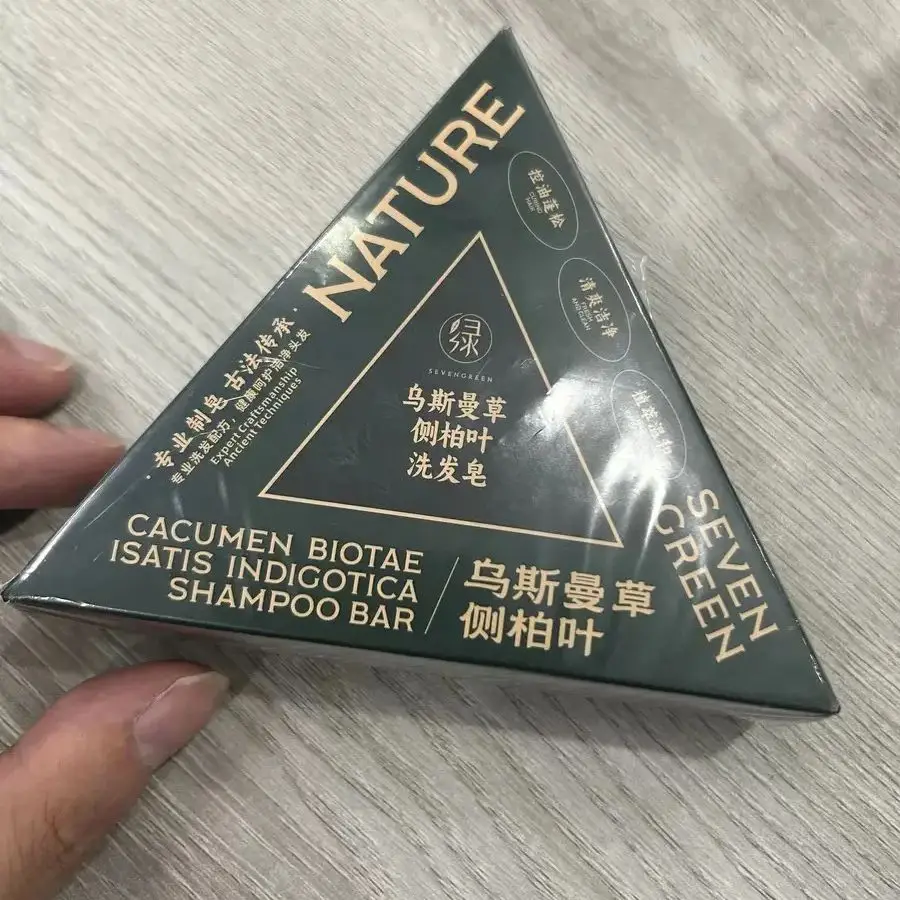 NATURE
控油蓬松
清爽洁净
FRESH
AND CLEAN
绿
SEVENGREEN
乌斯曼草
侧柏叶
洗发皂
·专业制皂 古法传承·
专业洗发配方，健康呵护洁净头发
Expert Craftsmanship
Ancient Techniques
CACUMEN BIOTAE
ISATIS INDIGOTICA
SHAMPOO BAR
乌斯曼草
侧柏叶
SEVEN
GREEN